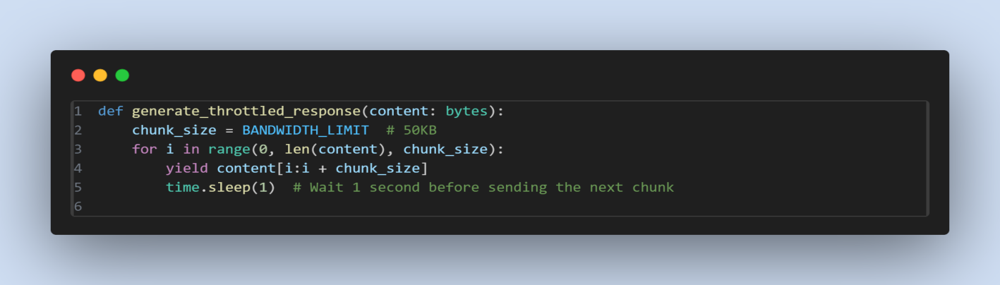 1 def generate_throttled_response(content: bytes):
2     chunk_size = BANDWIDTH_LIMIT  # 50KB
3     for i in range(0, len(content), chunk_size):
4         yield content[i:i + chunk_size]
5         time.sleep(1)  # Wait 1 second before sending the next chunk
6